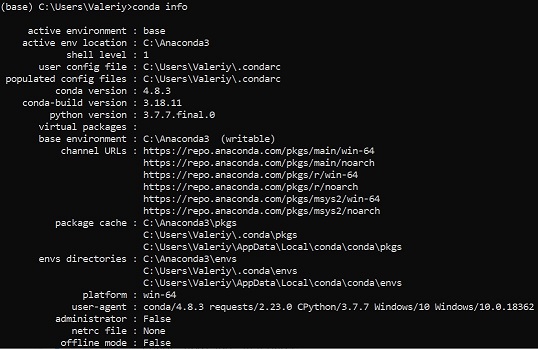 (base) C:\Users\Valeriy>conda info
active environment : base
active env location : C:\Anaconda3
shell level : 1
user config file : C:\Users\Valeriy\.condarc
populated config files : C:\Users\Valeriy\.condarc
conda version : 4.8.3
conda-build version : 3.18.11
python version : 3.7.7.final.0
virtual packages :
base environment : C:\Anaconda3  (writable)
channel URLs : https://repo.anaconda.com/pkgs/main/win-64
https://repo.anaconda.com/pkgs/main/noarch
https://repo.anaconda.com/pkgs/r/win-64
https://repo.anaconda.com/pkgs/r/noarch
https://repo.anaconda.com/pkgs/msys2/win-64
https://repo.anaconda.com/pkgs/msys2/noarch
package cache : C:\Anaconda3\pkgs
C:\Users\Valeriy\.conda\pkgs
C:\Users\Valeriy\AppData\Local\conda\conda\pkgs
envs directories : C:\Anaconda3\envs
C:\Users\Valeriy\.conda\envs
C:\Users\Valeriy\AppData\Local\conda\conda\envs
platform : win-64
user-agent : conda/4.8.3 requests/2.23.0 CPython/3.7.7 Windows/10 Windows/10.0.18362
administrator : False
netrc file : None
offline mode : False